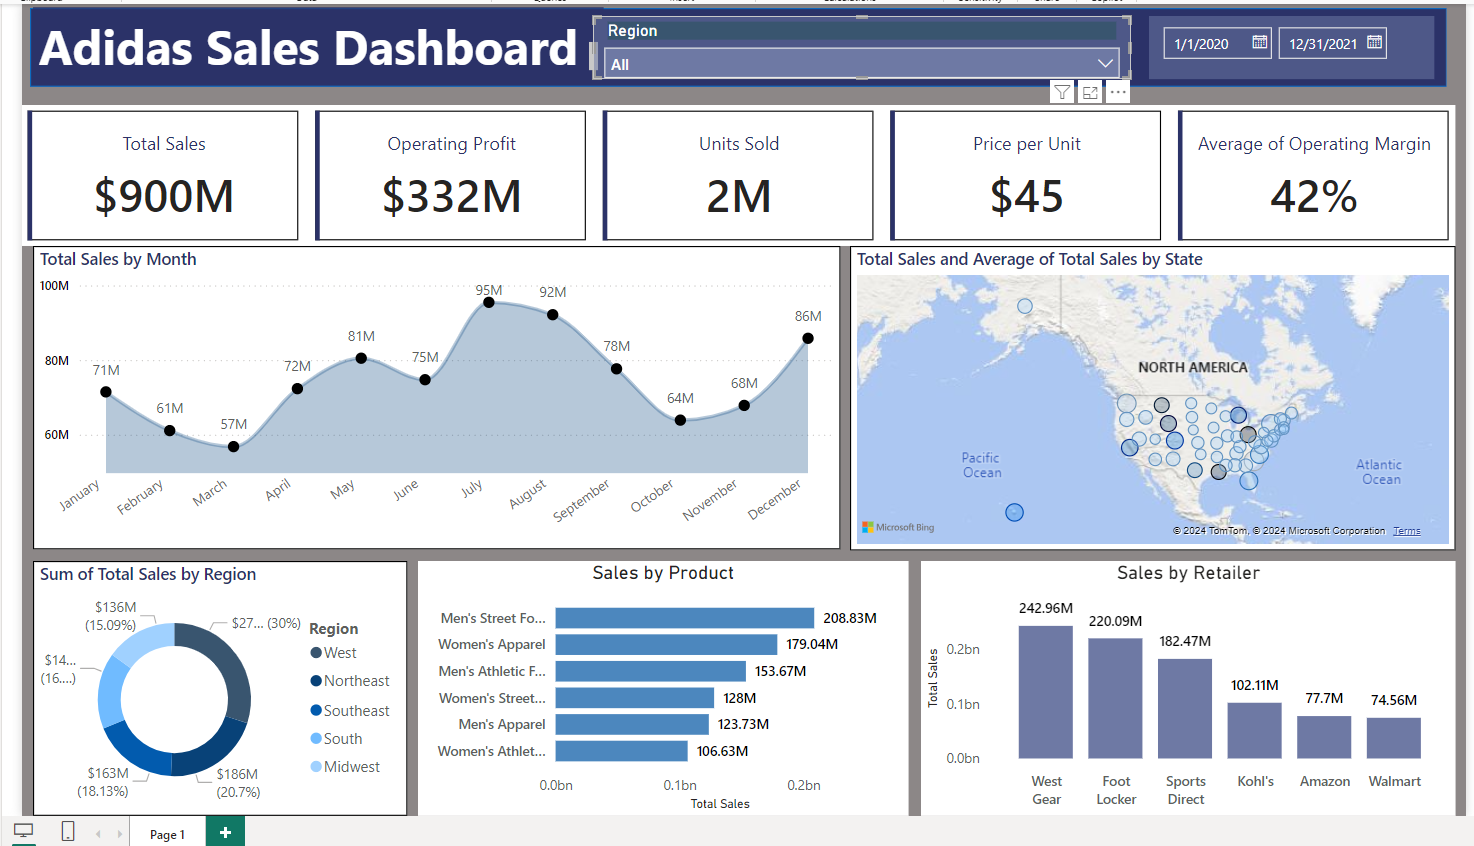 Adidas Sales Dashboard
Region
All
1/1/2020
12/31/2021
Total Sales
$900M
Operating Profit
$332M
Units Sold
2M
Price per Unit
$45
Average of Operating Margin
42%
Total Sales by Month
100M
80M
60M
71M
61M
57M
72M
81M
75M
95M
92M
78M
64M
68M
86M
January
February
March
April
May
June
July
August
September
October
November
December
Total Sales and Average of Total Sales by State
NORTH AMERICA
Pacific
Ocean
Atlantic
Ocean
Microsoft Bing
© 2024 TomTom, © 2024 Microsoft Corporation Terms
Sum of Total Sales by Region
$136M
(15.09%)
$27... (30%)
$14...
(16....)
$163M
(18.13%)
$186M
(20.7%)
Region
West
Northeast
Southeast
South
Midwest
Sales by Product
Men's Street Fo... 208.83M
Women's Apparel 179.04M
Men's Athletic F... 153.67M
Women's Street... 128M
Men's Apparel 123.73M
Women's Athlet... 106.63M
0.0bn 0.1bn 0.2bn
Total Sales
Sales by Retailer
Total Sales
0.2bn
0.1bn
0.0bn
242.96M
220.09M
182.47M
102.11M
77.7M
74.56M
West
Gear
Foot
Locker
Sports
Direct
Kohl's
Amazon
Walmart
Page 1